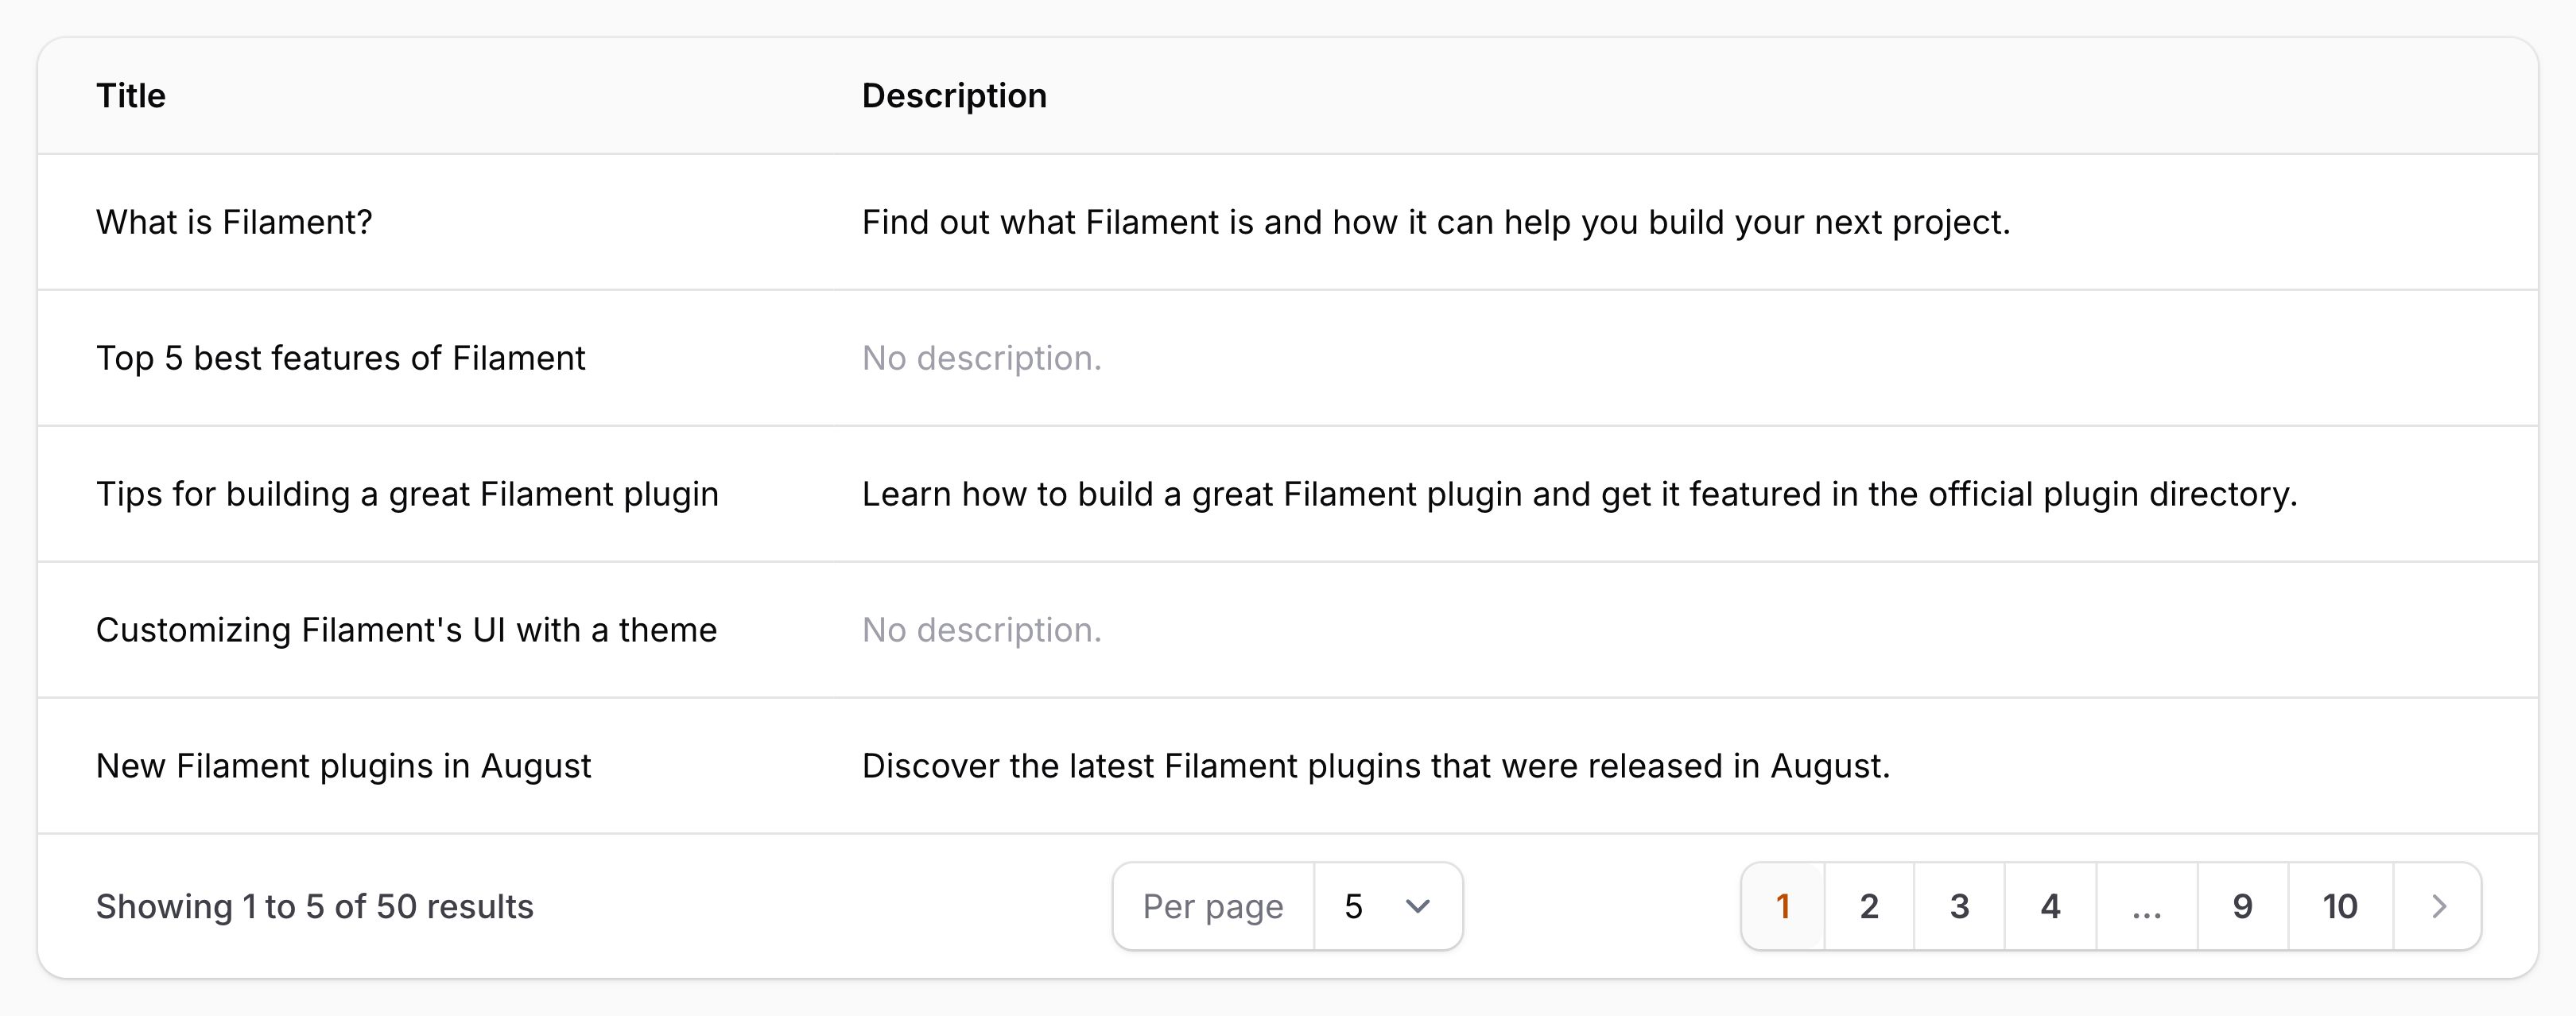 Title Description
What is Filament? Find out what Filament is and how it can help you build your next project.
Top 5 best features of Filament No description.
Tips for building a great Filament plugin Learn how to build a great Filament plugin and get it featured in the official plugin directory.
Customizing Filament's UI with a theme No description.
New Filament plugins in August Discover the latest Filament plugins that were released in August.
Showing 1 to 5 of 50 results Per page 5 1 2 3 4 ... 9 10